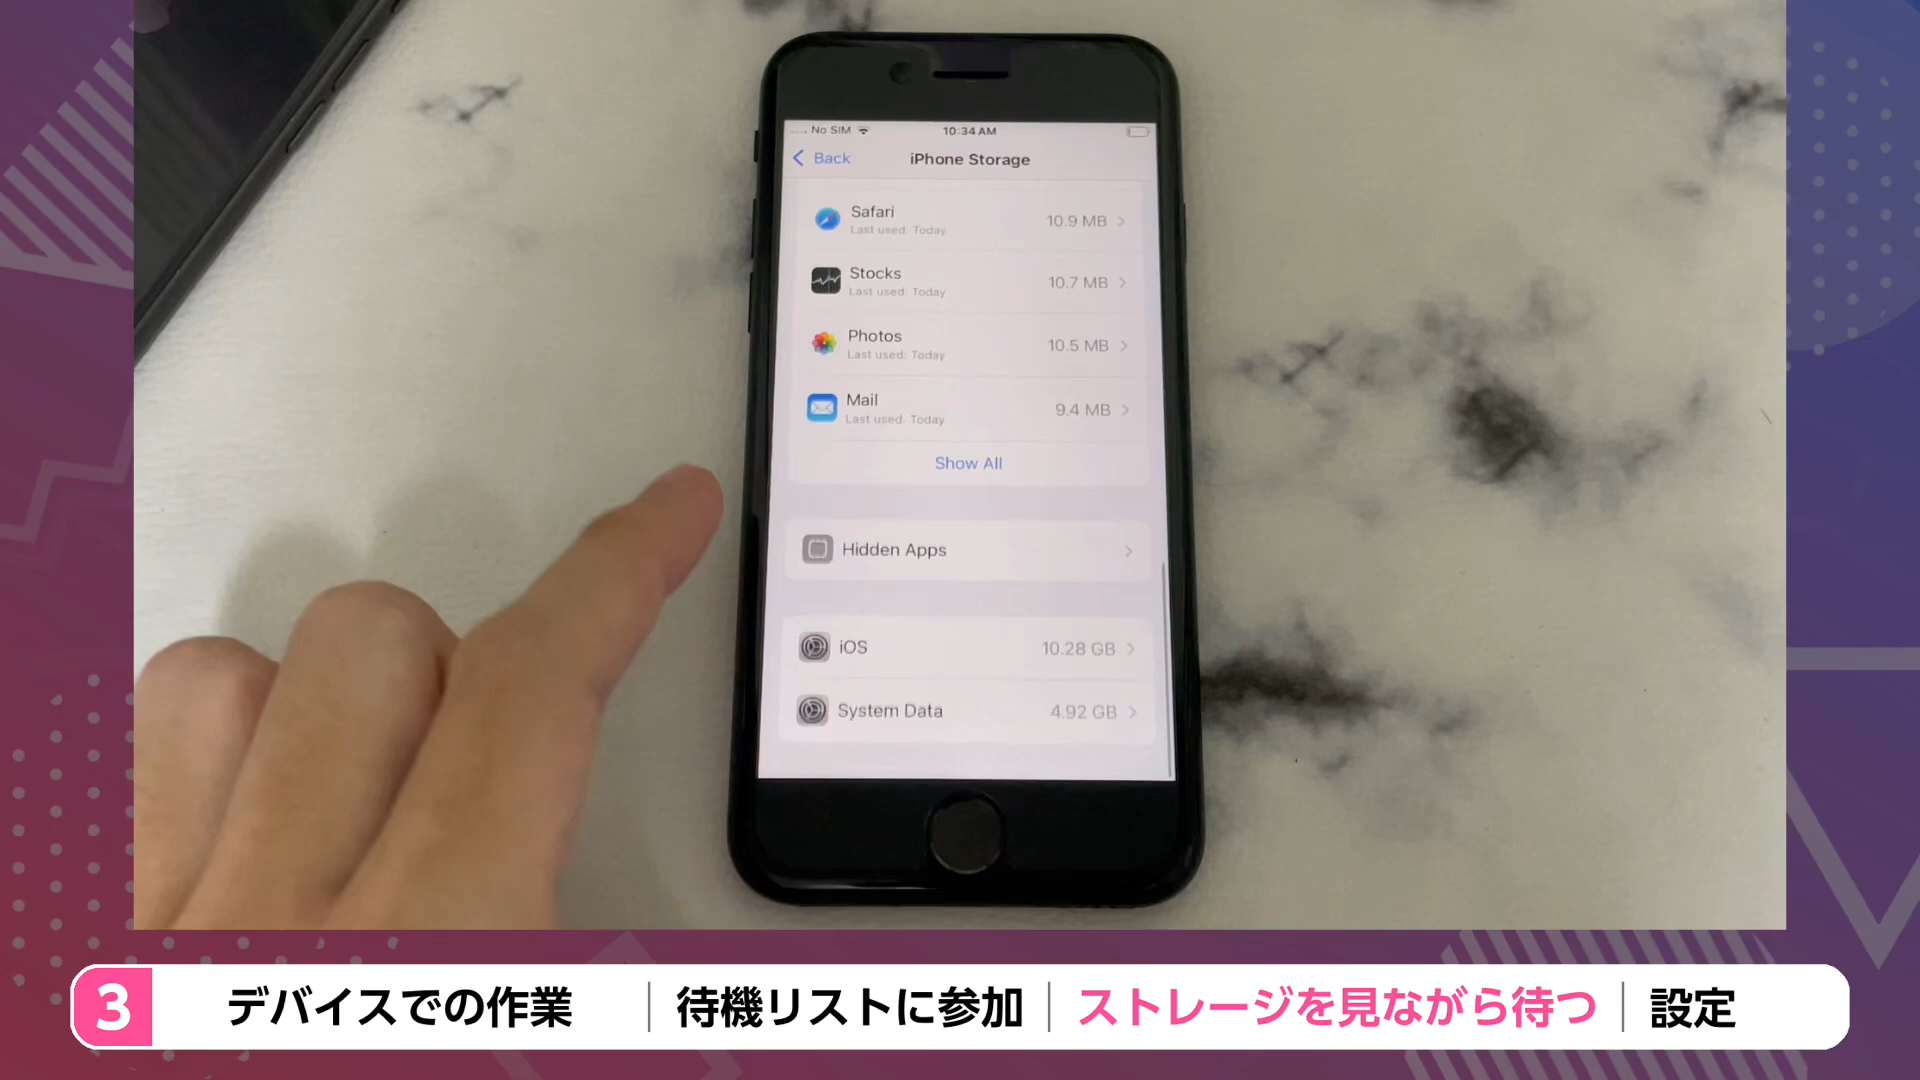 No SIM 10:34 AM
Back iPhone Storage
Safari 10.9 MB
Last used: Today
Stocks 10.7 MB
Last used: Today
Photos 10.5 MB
Last used: Today
Mail 9.4 MB
Last used: Today
Show All
Hidden Apps
iOS 10.28 GB
System Data 4.92 GB
3 デバイスでの作業 | 待機リストに参加 | ストレージを見ながら待つ | 設定